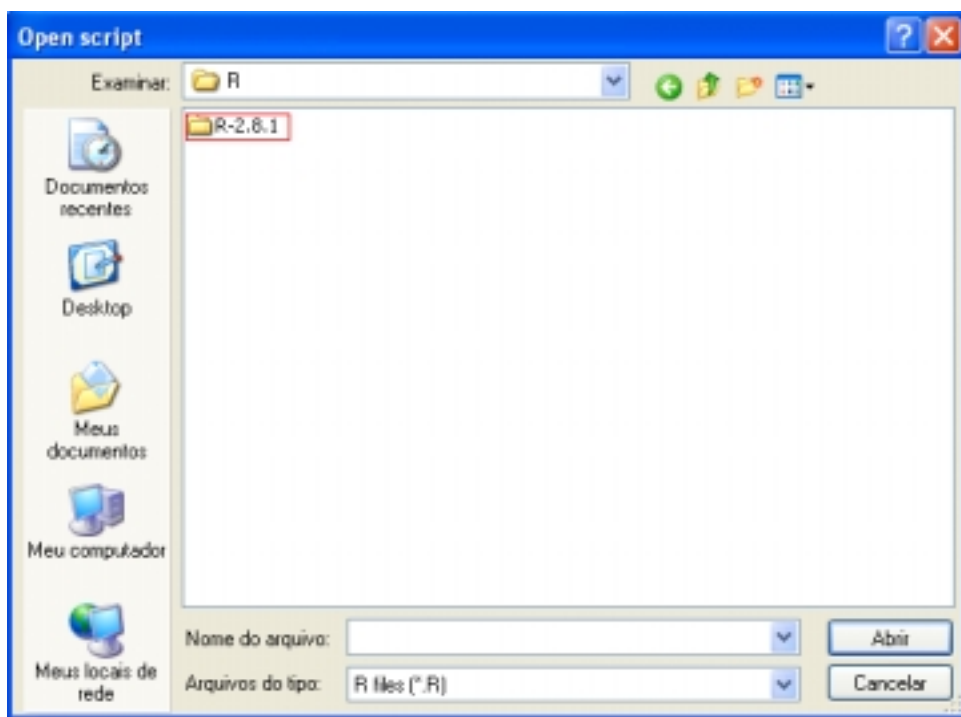 Open script
Examinar:
R
R-2.8.1
Documentos
recentes
Desktop
Meus
documentos
Meu computador
Meus locais de
rede
Nome do arquivo:
Abrir
Arquivos do tipo:
R files (*.R)
Cancelar